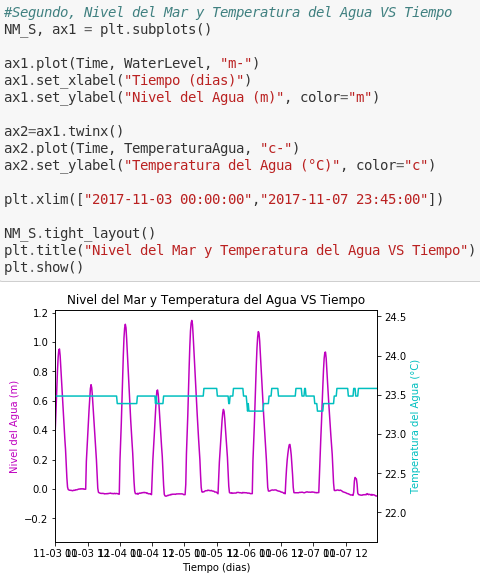 #Segundo, Nivel del Mar y Temperatura del Agua VS Tiempo
NM_S, ax1 = plt.subplots()
ax1.plot(Time, WaterLevel, "m-")
ax1.set_xlabel("Tiempo (dias)")
ax1.set_ylabel("Nivel del Agua (m)", color="m")
ax2=ax1.twinx()
ax2.plot(Time, TemperaturaAgua, "c-")
ax2.set_ylabel("Temperatura del Agua (°C)", color="c")
plt.xlim(["2017-11-03 00:00:00","2017-11-07 23:45:00"])
NM_S.tight_layout()
plt.title("Nivel del Mar y Temperatura del Agua VS Tiempo")
plt.show()
Nivel del Mar y Temperatura del Agua VS Tiempo
Nivel del Agua (m)
1.2
1.0
0.8
0.6
0.4
0.2
0.0
−0.2
24.5
24.0
23.5
23.0
22.5
22.0
Temperatura del Agua (°C)
11-03 00 11-03 12 11-04 00 11-04 12 11-05 00 11-05 12 11-06 00 11-06 12 11-07 00 11-07 12
Tiempo (dias)